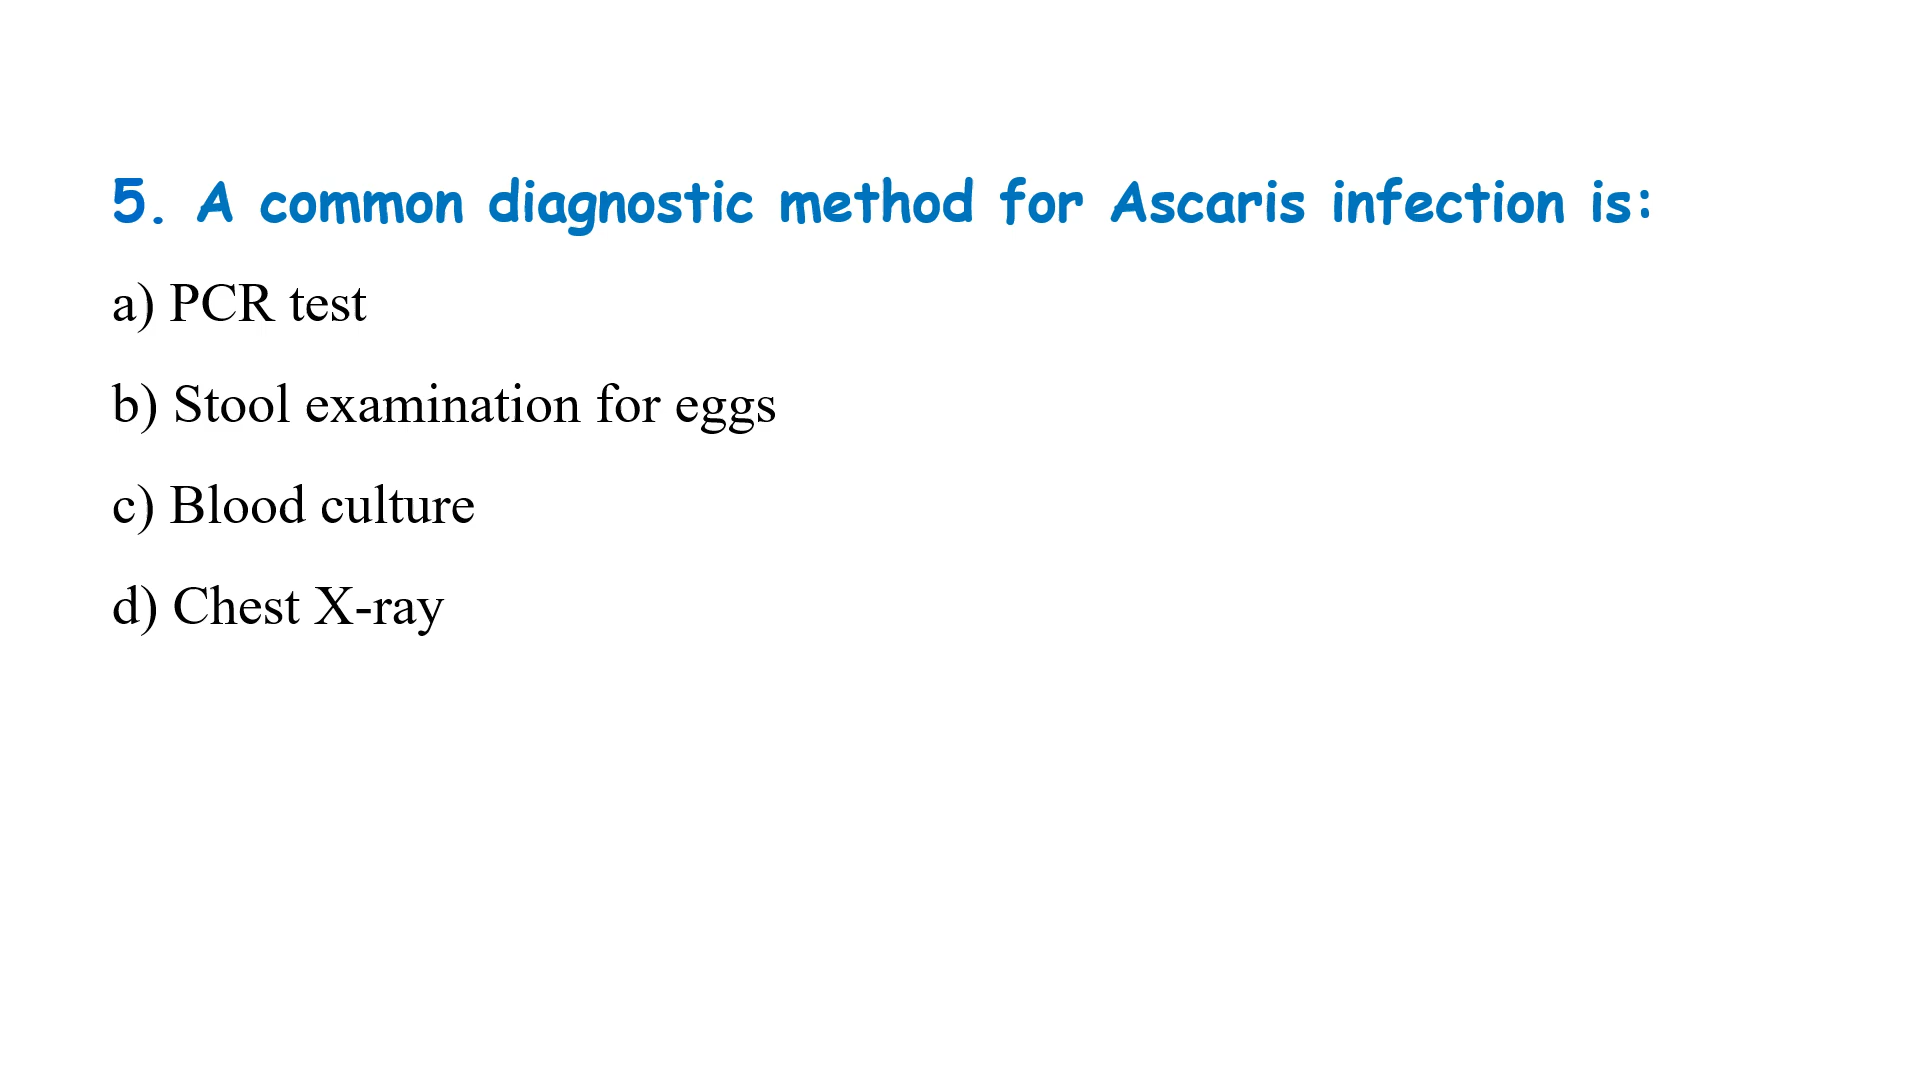 5. A common diagnostic method for Ascaris infection is:
a) PCR test
b) Stool examination for eggs
c) Blood culture
d) Chest X-ray